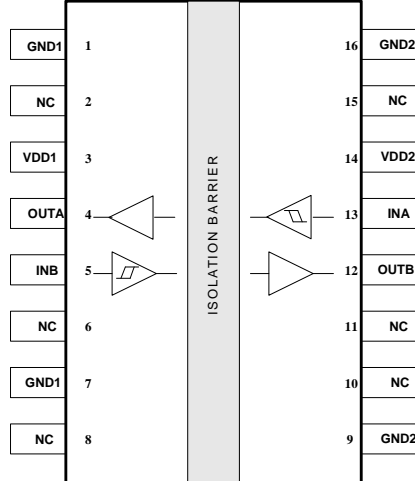 GND1 1 16 GND2
NC 2 15 NC
VDD1 3 14 VDD2
OUTA 4 13 INA
INB 5 12 OUTB
NC 6 11 NC
GND1 7 10 NC
NC 8 9 GND2
ISOLATION BARRIER